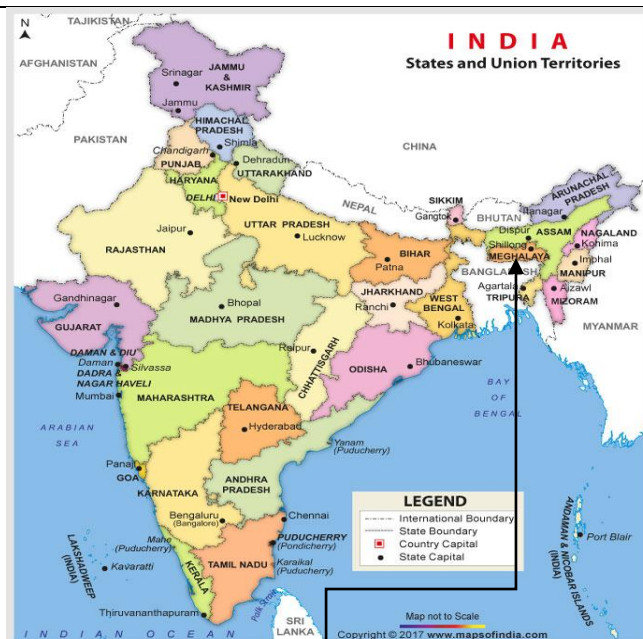 N
TAJIKISTAN
INDIA
States and Union Territories
AFGHANISTAN
JAMMU
&
KASHMIR
Srinagar
Jammu
HIMACHAL
PRADESH
PAKISTAN
CHINA
Shimla
Chandigarh
PUNJAB
Dehradun
UTTARAKHAND
HARYANA
DELHI
New Delhi
ARUNACHAL
PRADESH
Itanagar
SIKKIM
Gangtok
NEPAL
BHUTAN
Jaipur
RAJASTHAN
UTTAR PRADESH
Lucknow
Dispur
ASSAM
NAGALAND
Kohima
Shillong
MEGHALAYA
BIHAR
Patna
Imphal
MANIPUR
BANGLADESH
Agartala
TRIPURA
Aizawl
MIZORAM
Gandhinagar
GUJARAT
Bhopal
MADHYA PRADESH
JHARKHAND
Ranchi
WEST
BENGAL
Kolkata
MYANMAR
DAMAN & DIU
Daman
Silvassa
DADRA &
NAGAR HAVELI
Raipur
CHHATTISGARH
ODISHA
Bhubaneswar
Mumbai
MAHARASHTRA
BAY
OF
BENGAL
TELANGANA
Hyderabad
ARABIAN
SEA
Yanam
(Puducherry)
Panaji
GOA
KARNATAKA
ANDHRA
PRADESH
LEGEND
International Boundary
State Boundary
Country Capital
State Capital
Bengaluru
(Bangalore)
Chennai
Mahe
(Puducherry)
PUDUCHERRY
(Pondicherry)
LAKSHADWEEP
(INDIA)
Kavaratti
TAMIL NADU
Karaikal
(Puducherry)
KERALA
ANDAMAN & NICOBAR ISLANDS
(INDIA)
Port Blair
Thiruvananthapuram
Palk Strait
SRI
LANKA
Map not to Scale
INDIAN OCEAN
Copyright © 2017 www.mapsofindia.com